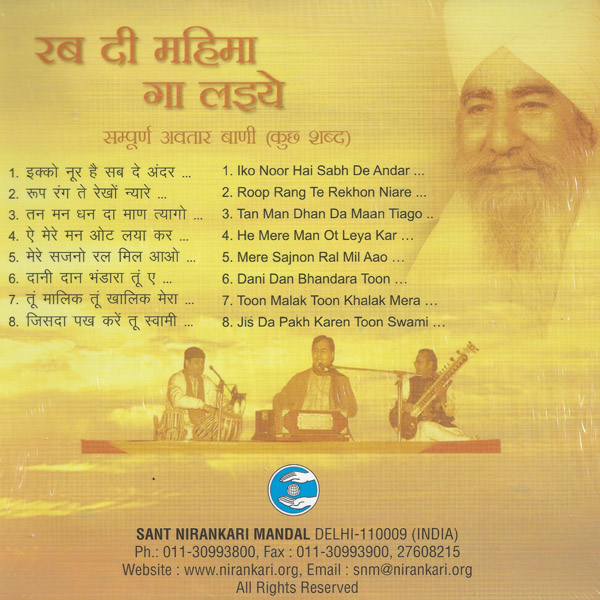 रब दी महिमा
गा लइये
सम्पूर्ण अवतार बाणी (कुछ शब्द)
1. इक्को नूर है सब दे अंदर ...
2. रूप रंग ते रेखों न्यारे ...
3. तन मन धन दा माण त्यागो ...
4. ऐ मेरे मन ओट लया कर ...
5. मेरे सजनो रल मिल आओ ...
6. दानी दान भंडारा तूं ए ...
7. तूं मालिक तूं खालिक मेरा ...
8. जिसदा पख करें तू स्वामी ...
1. Iko Noor Hai Sabh De Andar ...
2. Roop Rang Te Rekhon Niare ...
3. Tan Man Dhan Da Maan Tiago ..
4. He Mere Man Ot Leya Kar ...
5. Mere Sajnon Ral Mil Aao ...
6. Dani Dan Bhandara Toon ...
7. Toon Malak Toon Khalak Mera ...
8. Jis Da Pakh Karen Toon Swami ...
SANT NIRANKARI MANDAL DELHI-110009 (INDIA)
Ph.: 011-30993800, Fax : 011-30993900, 27608215
Website : www.nirankari.org, Email : snm@nirankari.org
All Rights Reserved